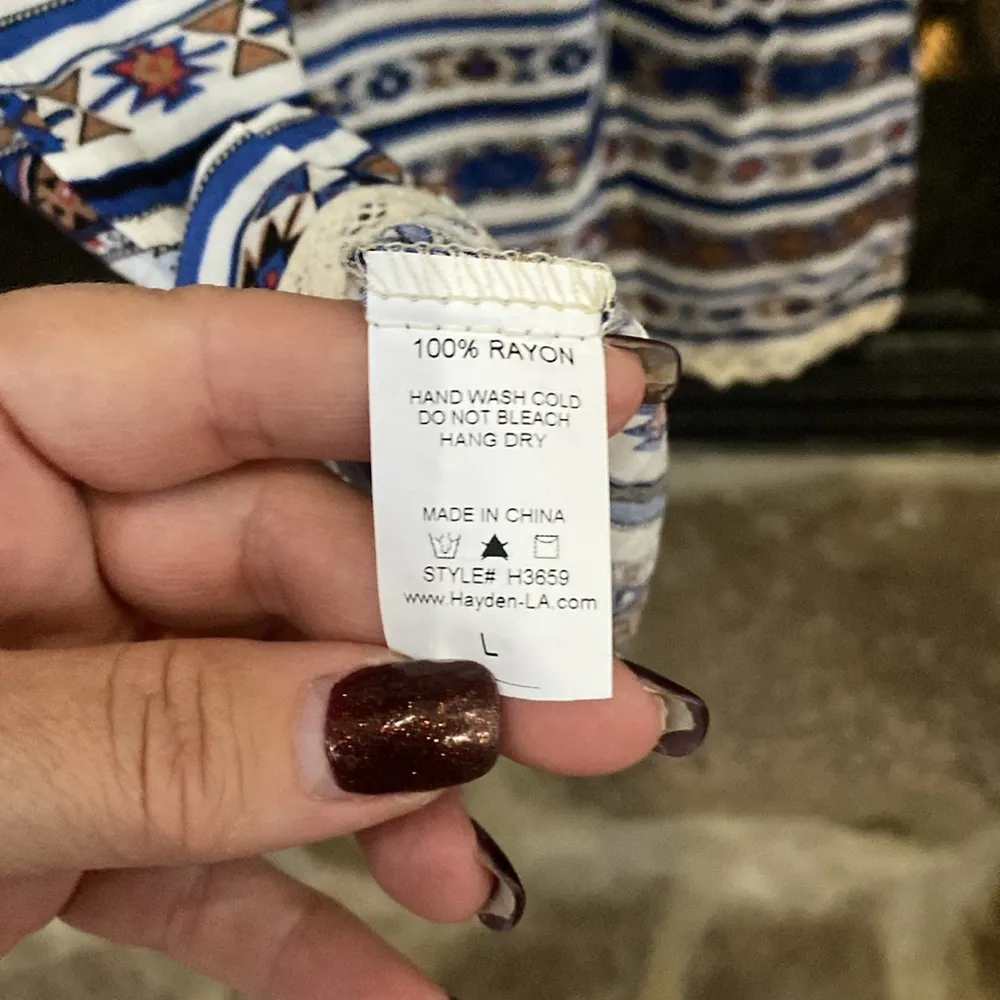 100% RAYON
HAND WASH COLD
DO NOT BLEACH
HANG DRY
MADE IN CHINA
STYLE# H3659
www.Hayden-LA.com
L